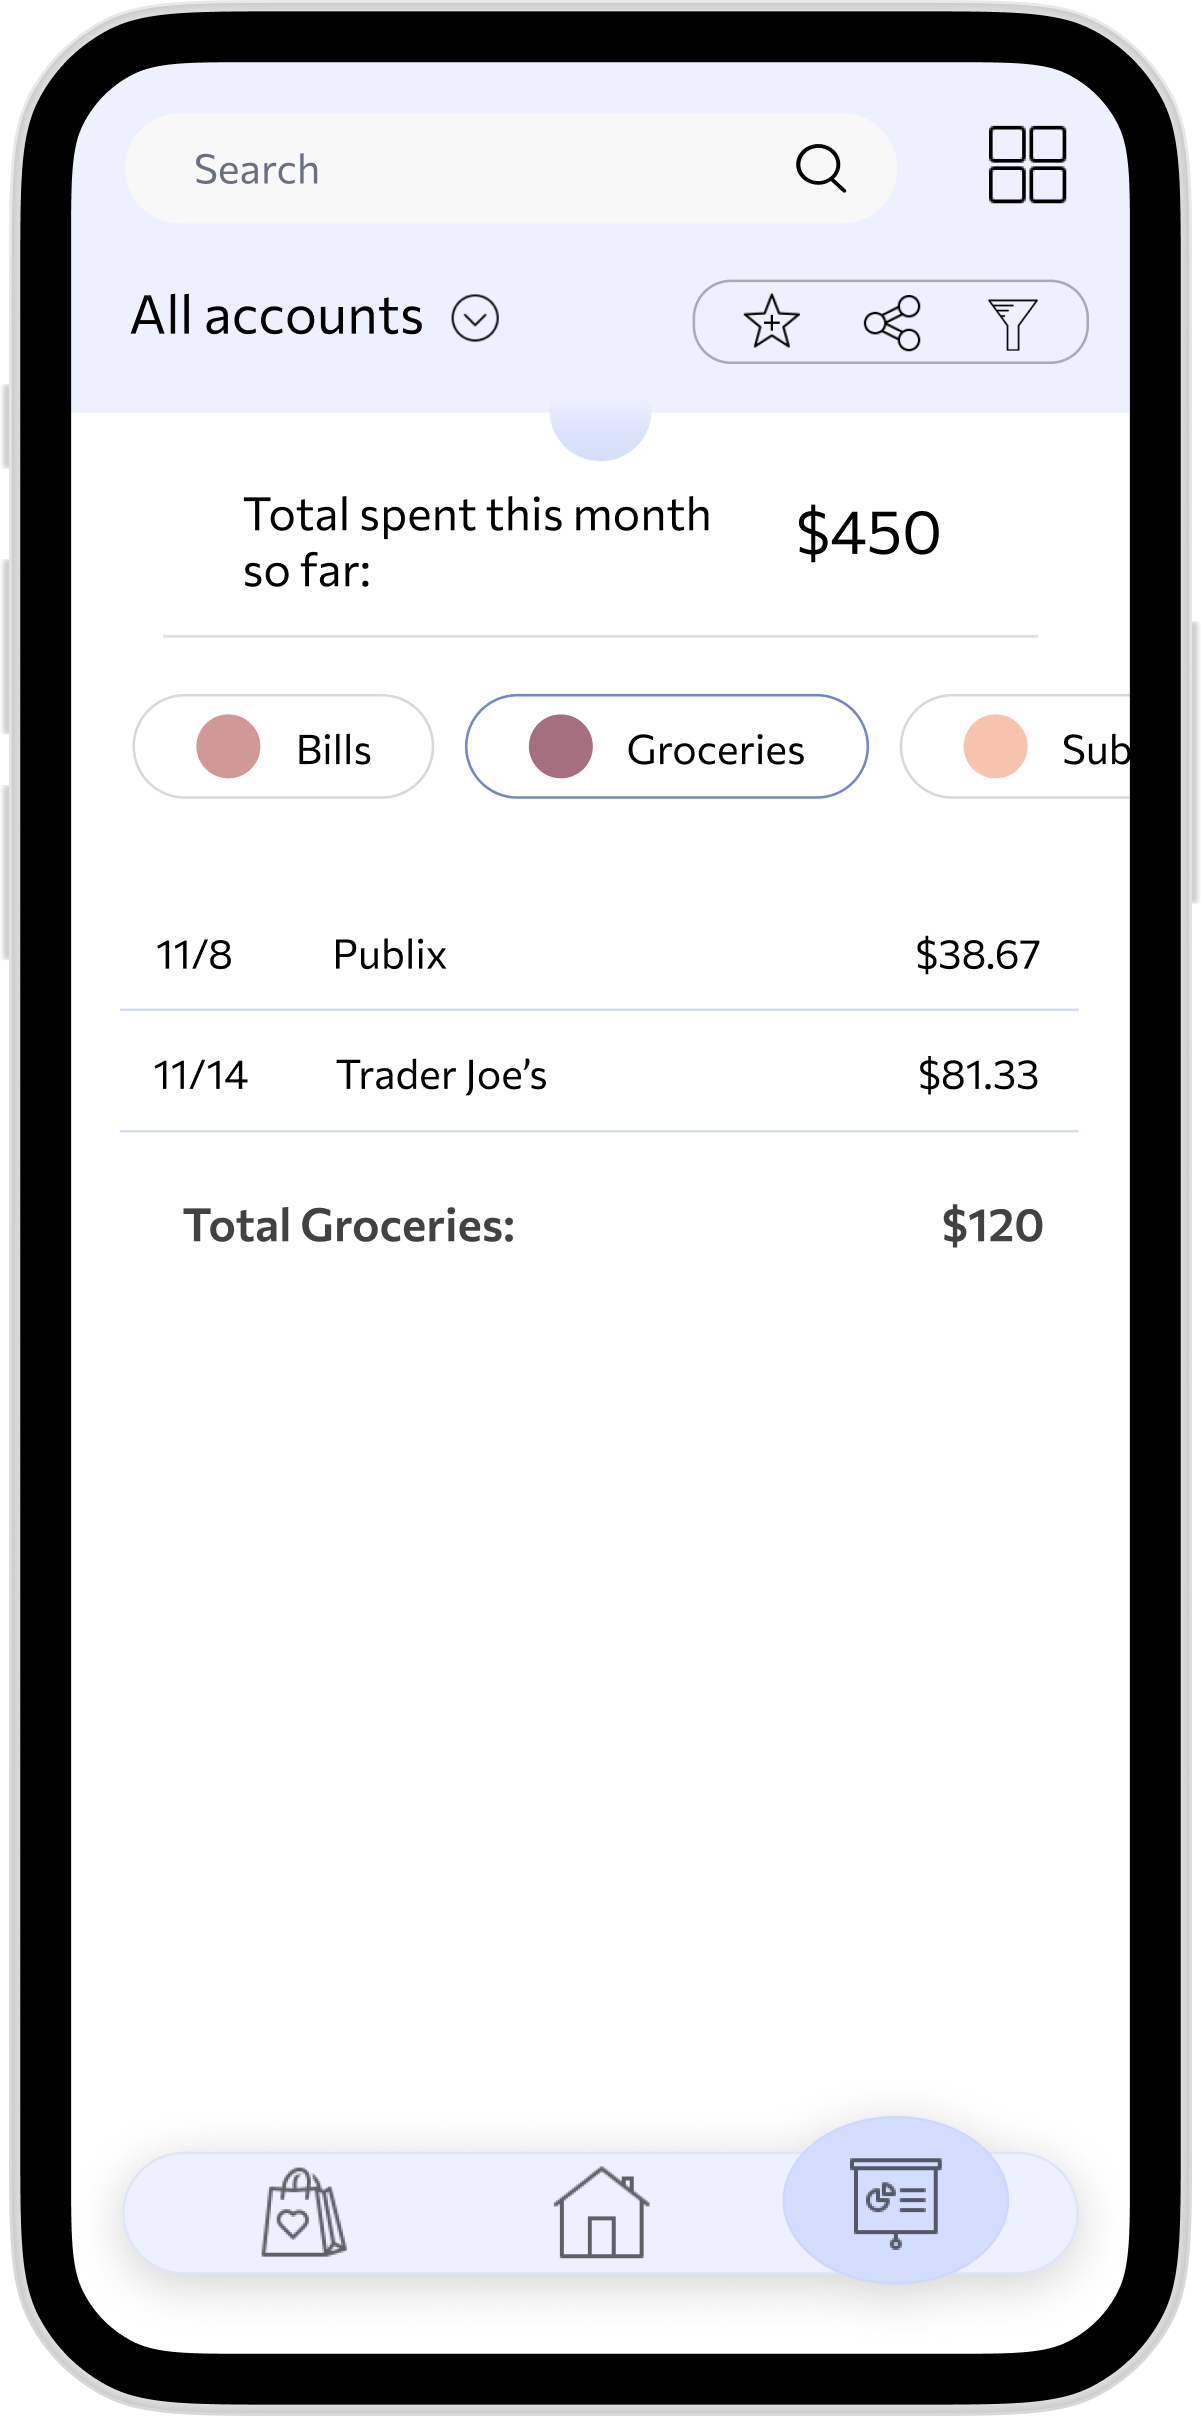 Search
All accounts
Total spent this month
so far:
$450
Bills
Groceries
Sub
11/8 Publix $38.67
11/14 Trader Joe’s $81.33
Total Groceries: $120